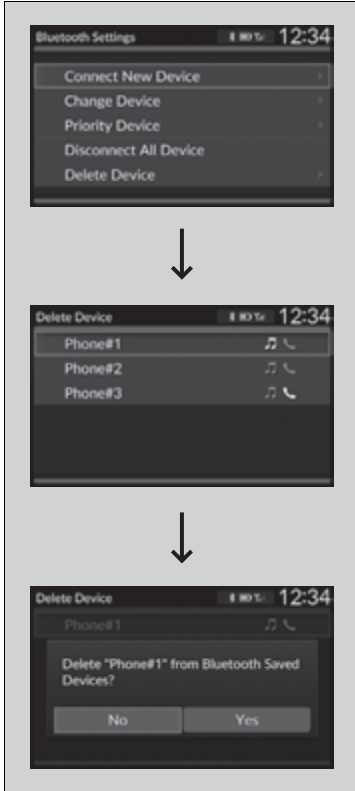 Bluetooth Settings 12:34
Connect New Device
Change Device
Priority Device
Disconnect All Device
Delete Device
Delete Device 12:34
Phone#1
Phone#2
Phone#3
Delete Device 12:34
Phone#1
Delete "Phone#1" from Bluetooth Saved
Devices?
No Yes